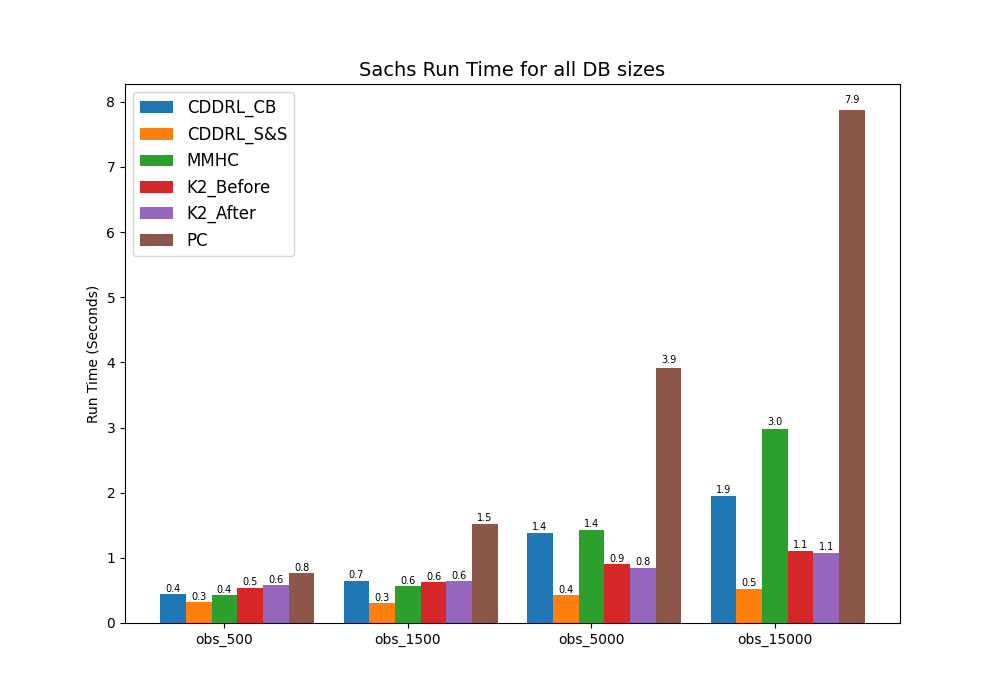 Sachs Run Time for all DB sizes
CDDRL_CB
CDDRL_S&S
MMHC
K2_Before
K2_After
PC
Run Time (Seconds)
8
7
6
5
4
3
2
1
0
0.4 0.3 0.4 0.5 0.6 0.8
0.7 0.3 0.6 0.6 0.6 1.5
1.4 0.4 1.4 0.9 0.8 3.9
1.9 0.5 3.0 1.1 1.1 7.9
obs_500 obs_1500 obs_5000 obs_15000